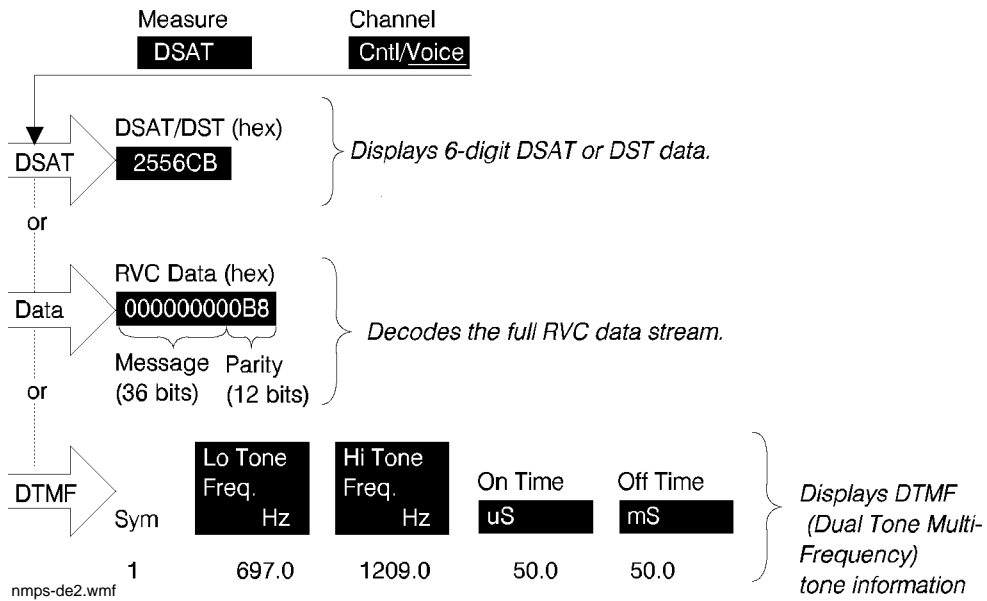 Measure
Channel
DSAT
Cntl/Voice
DSAT/DST (hex)
DSAT
2556CB
Displays 6-digit DSAT or DST data.
or
RVC Data (hex)
Data
000000000B8
Decodes the full RVC data stream.
Message
(36 bits)
Parity
(12 bits)
or
DTMF
Sym
Lo Tone
Freq.
Hz
Hi Tone
Freq.
Hz
On Time
uS
Off Time
mS
Displays DTMF
(Dual Tone Multi-
Frequency)
tone information
1 697.0 1209.0 50.0 50.0
nmps-de2.wmf